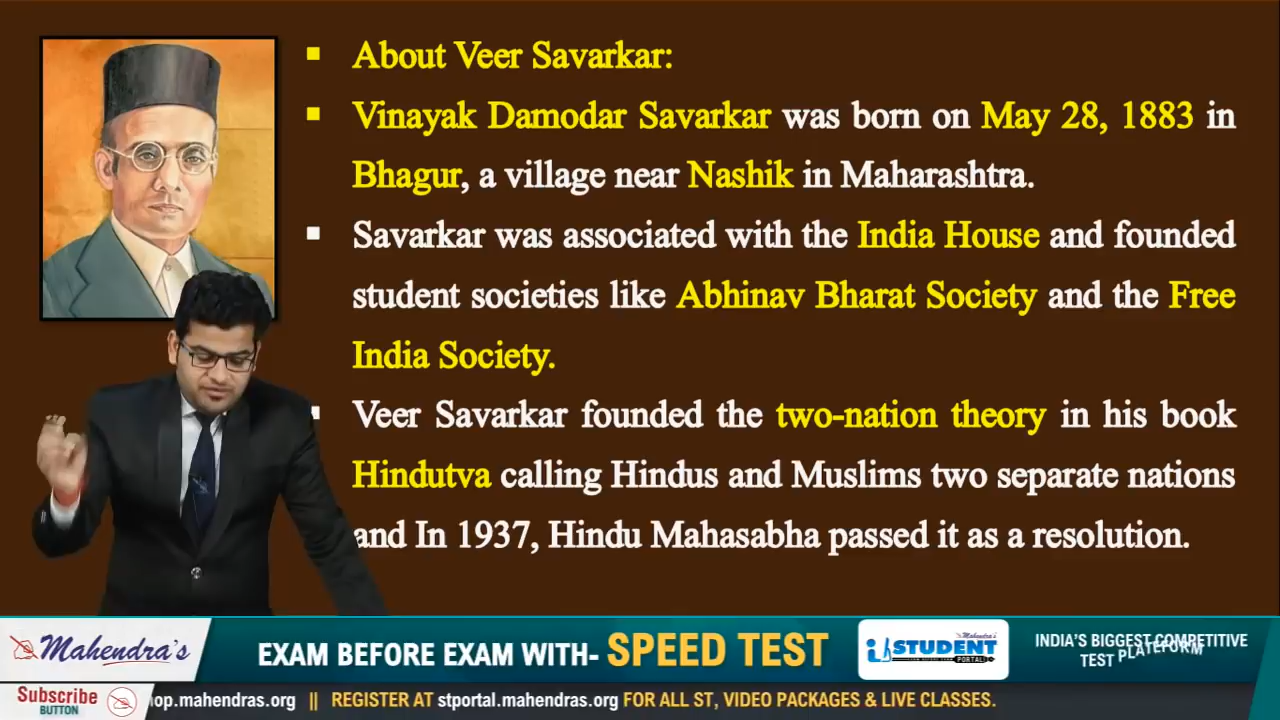 About Veer Savarkar:
Vinayak Damodar Savarkar was born on May 28, 1883 in
Bhagur, a village near Nashik in Maharashtra.
Savarkar was associated with the India House and founded
student societies like Abhinav Bharat Society and the Free
India Society.
Veer Savarkar founded the two-nation theory in his book
Hindutva calling Hindus and Muslims two separate nations
and In 1937, Hindu Mahasabha passed it as a resolution.
Mahendra's
EXAM BEFORE EXAM WITH- SPEED TEST
Mahendra's
STUDENT
PORTAL
INDIA'S BIGGEST COMPETITIVE
TEST PLATEFORM
Subscribe
BUTTON
hop.mahendras.org || REGISTER AT stportal.mahendras.org FOR ALL ST, VIDEO PACKAGES & LIVE CLASSES.